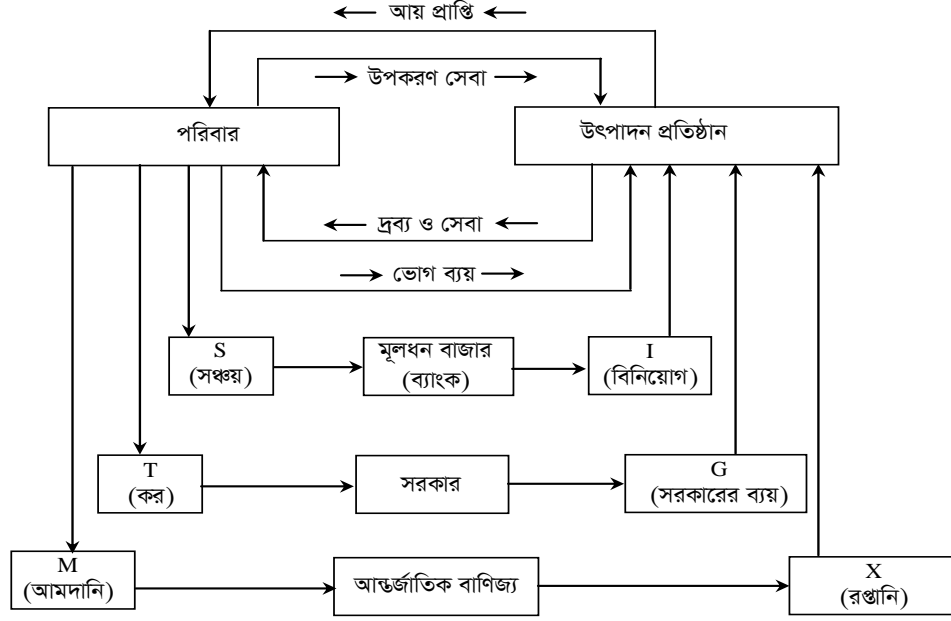 আয় প্রাপ্তি
উপকরণ সেবা
পরিবার
উৎপাদন প্রতিষ্ঠান
দ্রব্য ও সেবা
ভোগ ব্যয়
S
(সঞ্চয়)
মূলধন বাজার
(ব্যাংক)
I
(বিনিয়োগ)
T
(কর)
সরকার
G
(সরকারের ব্যয়)
M
(আমদানি)
আন্তর্জাতিক বাণিজ্য
X
(রপ্তানি)